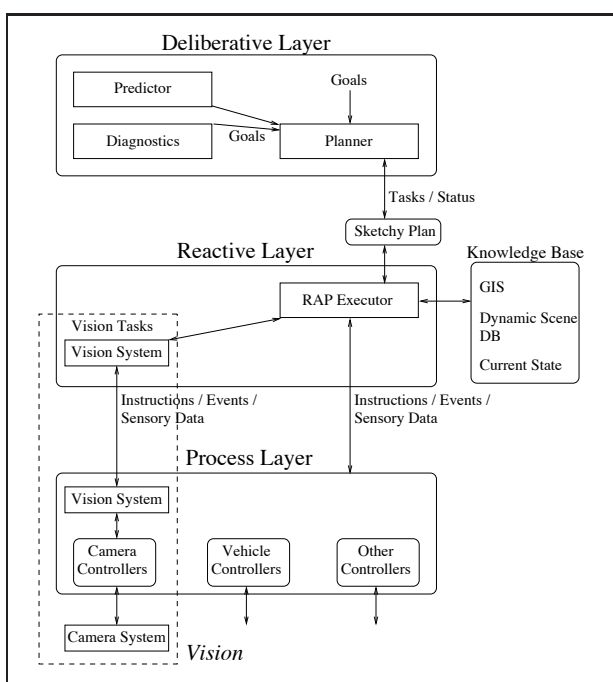 Deliberative Layer
Predictor
Goals
Diagnostics
Goals
Planner
Tasks / Status
Sketchy Plan
Reactive Layer
Knowledge Base
RAP Executor
GIS
Dynamic Scene
DB
Current State
Vision Tasks
Vision System
Instructions / Events /
Sensory Data
Instructions / Events /
Sensory Data
Process Layer
Vision System
Camera
Controllers
Vehicle
Controllers
Other
Controllers
Camera System
Vision